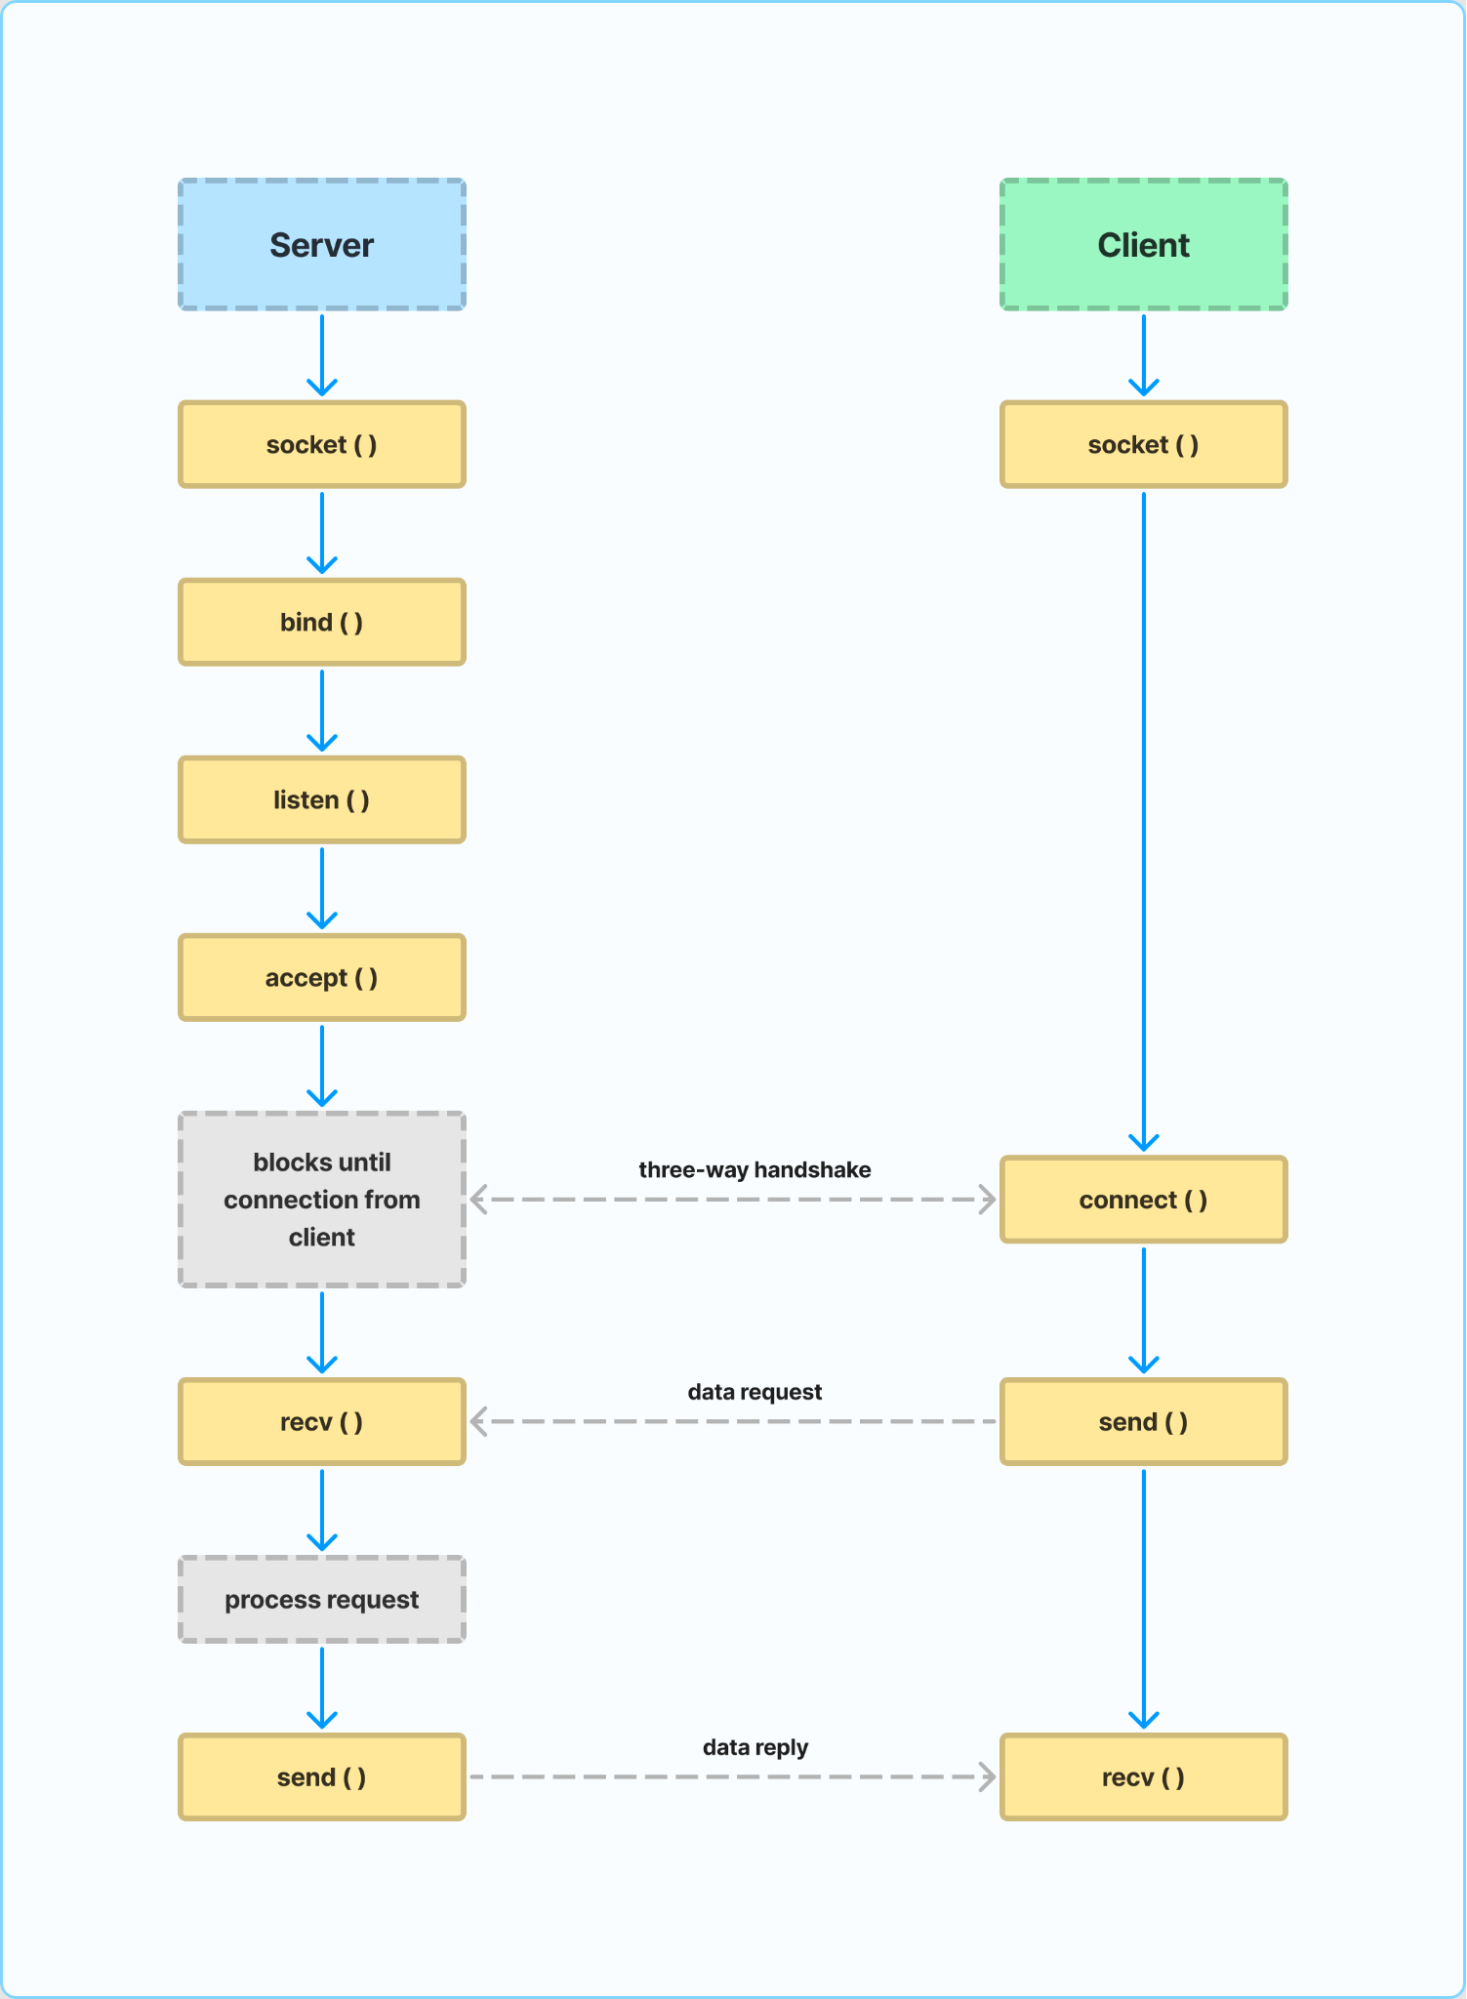 Server
Client
socket ( )
socket ( )
bind ( )
listen ( )
accept ( )
blocks until
connection from
client
three-way handshake
connect ( )
recv ( )
data request
send ( )
process request
send ( )
data reply
recv ( )